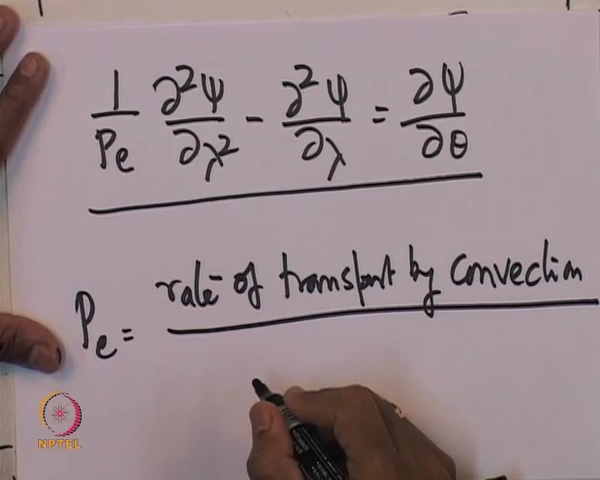 1/Pe ∂²ψ/∂λ² - ∂²ψ/∂λ = ∂ψ/∂θ
Pe = rate of transport by convection
NPTEL